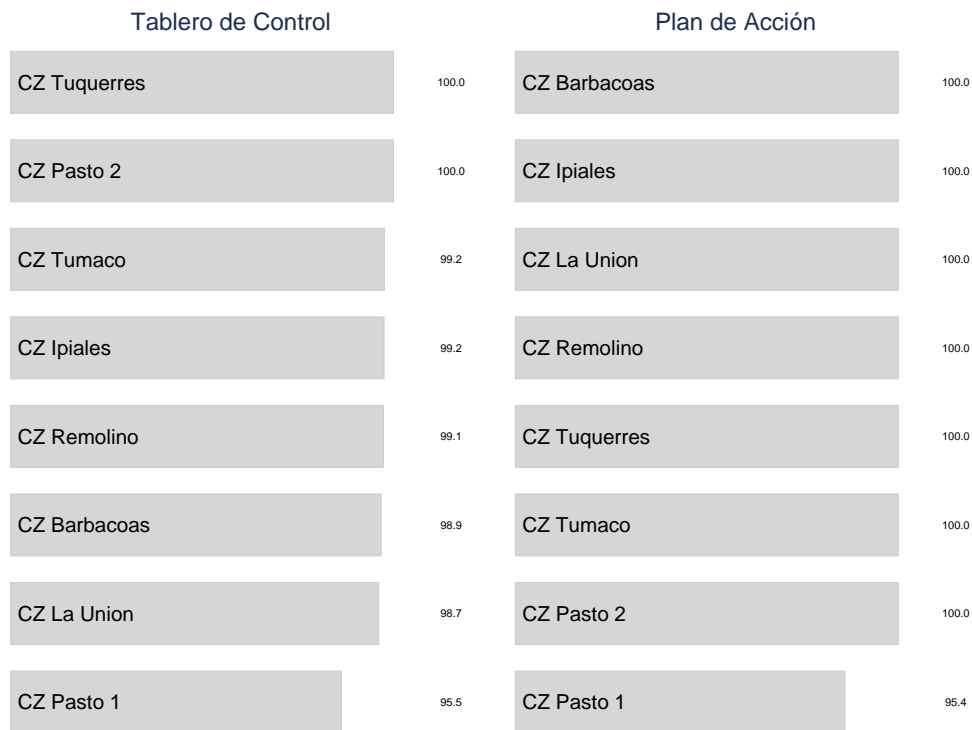 Tablero de Control
CZ Tuquerres 100.0
CZ Pasto 2 100.0
CZ Tumaco 99.2
CZ Ipiales 99.2
CZ Remolino 99.1
CZ Barbacoas 98.9
CZ La Union 98.7
CZ Pasto 1 95.5
Plan de Acción
CZ Barbacoas 100.0
CZ Ipiales 100.0
CZ La Union 100.0
CZ Remolino 100.0
CZ Tuquerres 100.0
CZ Tumaco 100.0
CZ Pasto 2 100.0
CZ Pasto 1 95.4